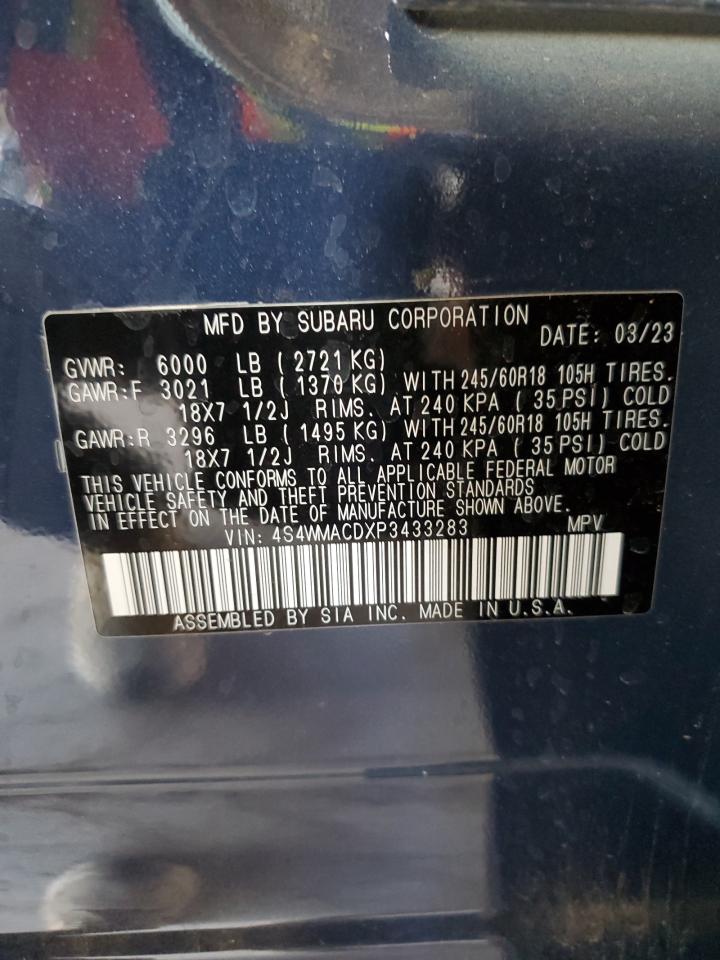 MFD BY SUBARU CORPORATION
DATE: 03/23
GVWR: 6000 LB ( 2721 KG)
GAWR:F 3021 LB ( 1370 KG) WITH 245/60R18 105H TIRES.
18X7 1/2J RIMS. AT 240 KPA ( 35 PSI) COLD
GAWR:R 3296 LB ( 1495 KG) WITH 245/60R18 105H TIRES.
18X7 1/2J RIMS. AT 240 KPA ( 35 PSI) COLD
THIS VEHICLE CONFORMS TO ALL APPLICABLE FEDERAL MOTOR
VEHICLE SAFETY AND THEFT PREVENTION STANDARDS
IN EFFECT ON THE DATE OF MANUFACTURE SHOWN ABOVE.
VIN: 4S4WMACDXP3433283 MPV
ASSEMBLED BY SIA INC. MADE IN U.S.A.